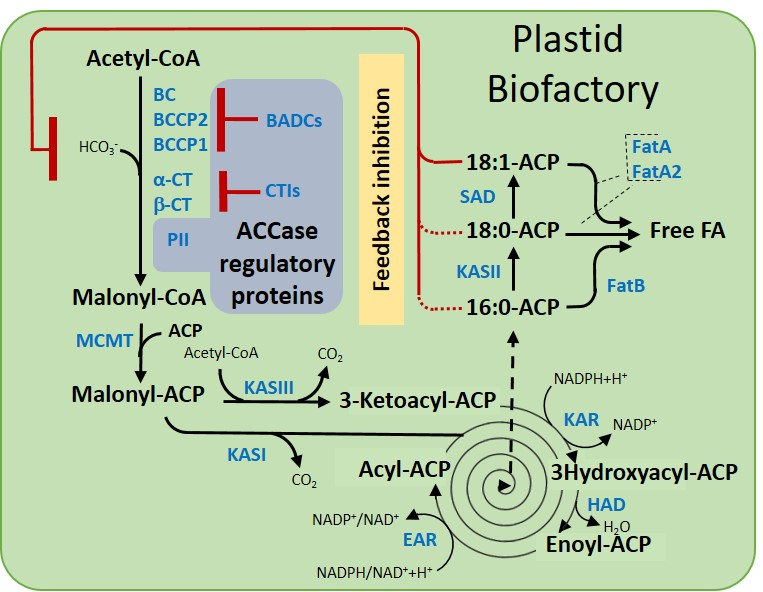 Plastid
Biofactory
Acetyl-CoA
BC
BCCP2
BCCP1
HCO₃⁻
α-CT
β-CT
PII
BADCs
CTIs
ACCase
regulatory
proteins
Feedback inhibition
18:1-ACP
SAD
18:0-ACP
KASII
16:0-ACP
FatA
FatA2
Free FA
FatB
Malonyl-CoA
MCMT
ACP
Acetyl-CoA
CO₂
KASIII
Malonyl-ACP
3-Ketoacyl-ACP
KASI
CO₂
NADPH+H⁺
KAR
NADP⁺
Acyl-ACP
3Hydroxyacyl-ACP
HAD
H₂O
Enoyl-ACP
NADP⁺/NAD⁺
EAR
NADPH/NAD⁺+H⁺